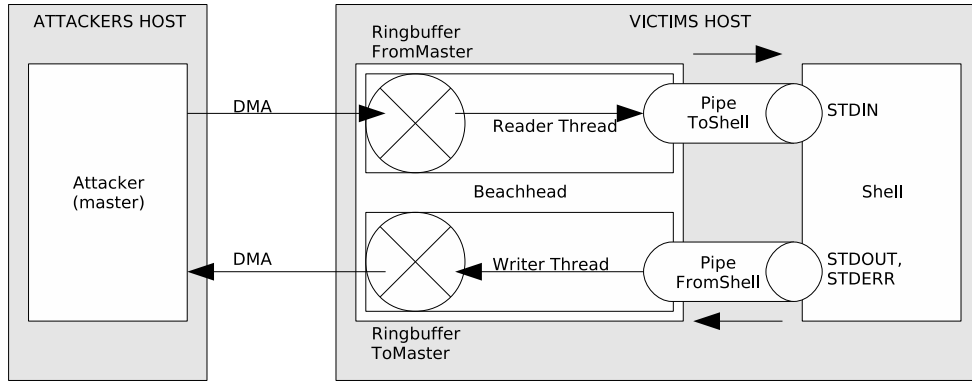 ATTACKERS HOST
VICTIMS HOST
Ringbuffer
FromMaster
DMA
Reader Thread
Pipe
ToShell
STDIN
Attacker
(master)
Beachhead
Shell
DMA
Writer Thread
Pipe
FromShell
STDOUT,
STDERR
Ringbuffer
ToMaster